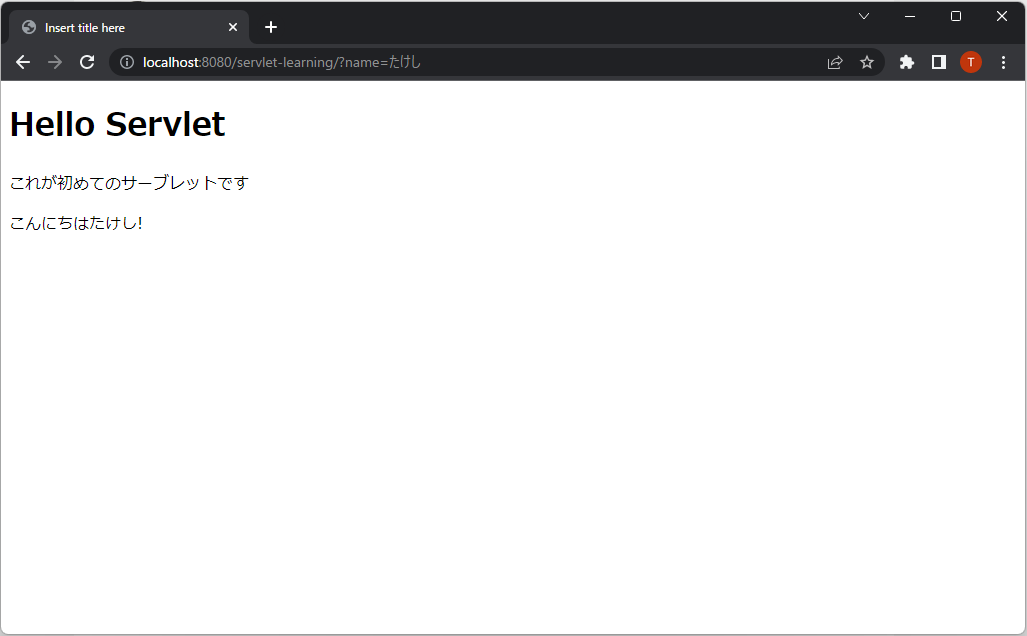 Insert title here
localhost:8080/servlet-learning/?name=たけし
T
Hello Servlet
これが初めてのサーブレットです
こんにちはたけし!